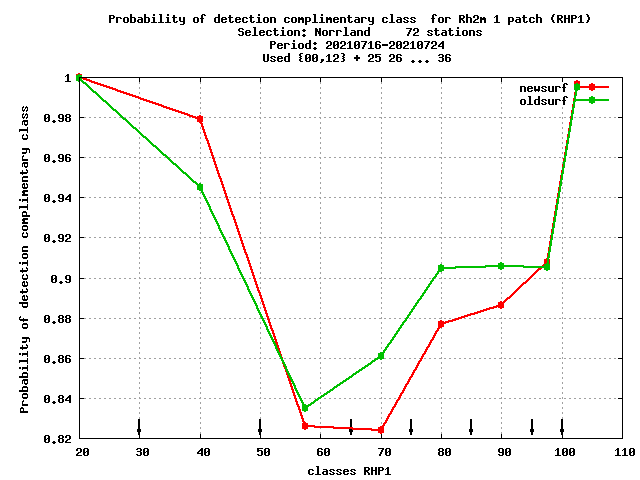 Probability of detection complimentary class  for Rh2m 1 patch (RHP1)
Selection: Norrland     72 stations
Period: 20210716-20210724
Used {00,12} + 25 26 ... 36
newsurf
oldsurf
Probability of detection complimentary class
1
0,98
0,96
0,94
0,92
0,9
0,88
0,86
0,84
0,82
20 30 40 50 60 70 80 90 100 110
classes RHP1